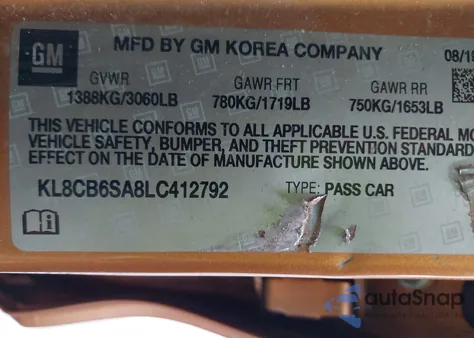 GM
MFD BY GM KOREA COMPANY
08/19
GVWR GAWR FRT GAWR RR
1388KG/3060LB 780KG/1719LB 750KG/1653LB
THIS VEHICLE CONFORMS TO ALL APPLICABLE U.S. FEDERAL MO
VEHICLE SAFETY, BUMPER, AND THEFT PREVENTION STANDARD
EFFECT ON THE DATE OF MANUFACTURE SHOWN ABOVE.
KL8CB6SA8LC412792 TYPE: PASS CAR
autoSnap